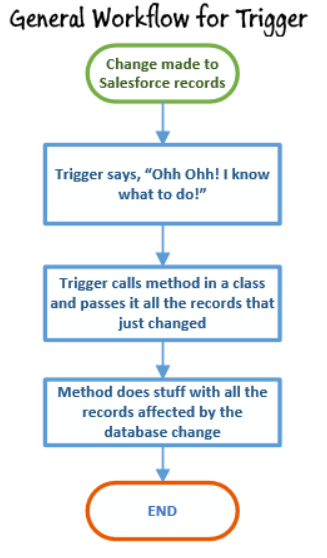 General Workflow for Trigger
Change made to
Salesforce records
Trigger says, “Ohh Ohh! I know
what to do!”
Trigger calls method in a class
and passes it all the records that
just changed
Method does stuff with all the
records affected by the
database change
END